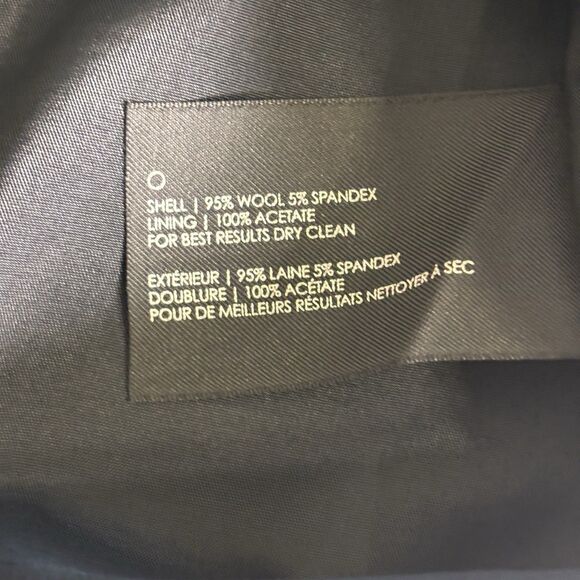 SHELL | 95% WOOL 5% SPANDEX
LINING | 100% ACETATE
FOR BEST RESULTS DRY CLEAN
EXTÉRIEUR | 95% LAINE 5% SPANDEX
DOUBLURE | 100% ACÉTATE
POUR DE MEILLEURS RÉSULTATS NETTOYER À SEC